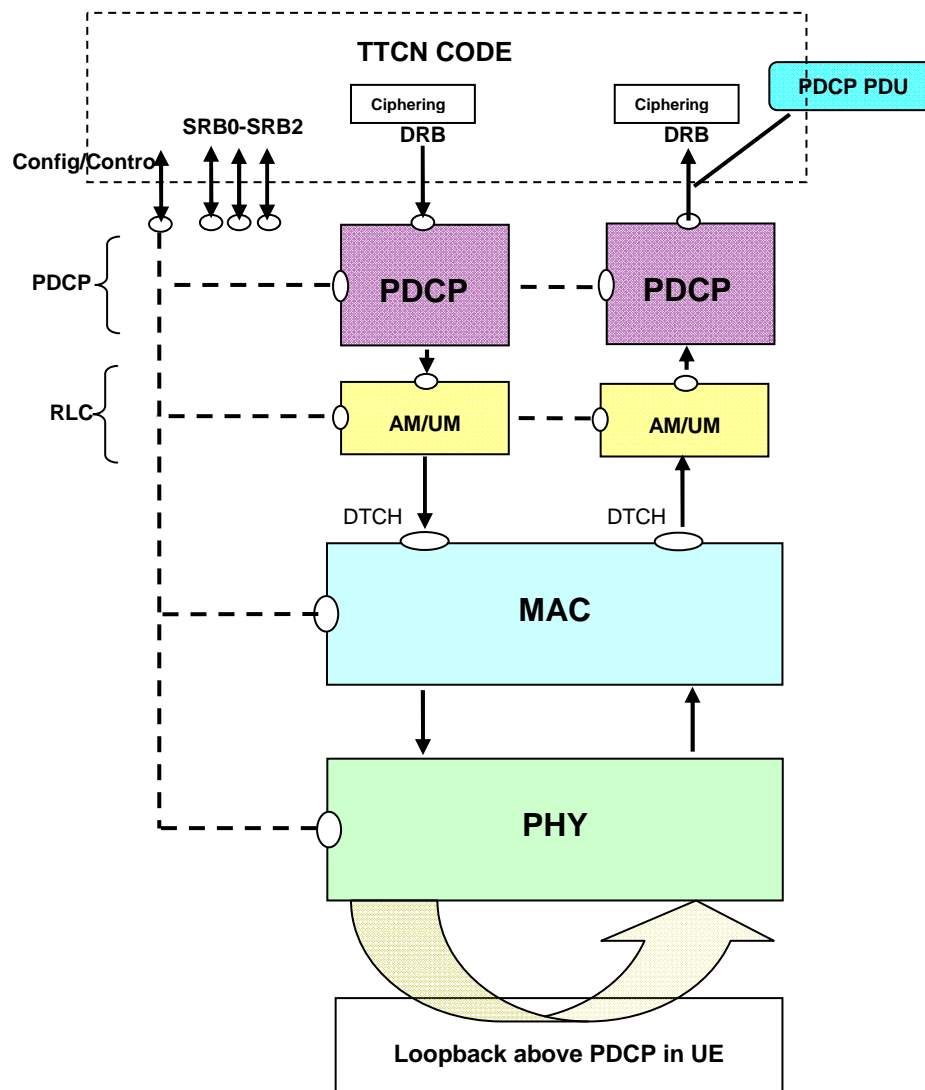 TTCN CODE
PDCP PDU
Ciphering
Ciphering
SRB0-SRB2
DRB
DRB
Config/Contro
PDCP
PDCP
PDCP
RLC
AM/UM
AM/UM
DTCH
DTCH
MAC
PHY
Loopback above PDCP in UE